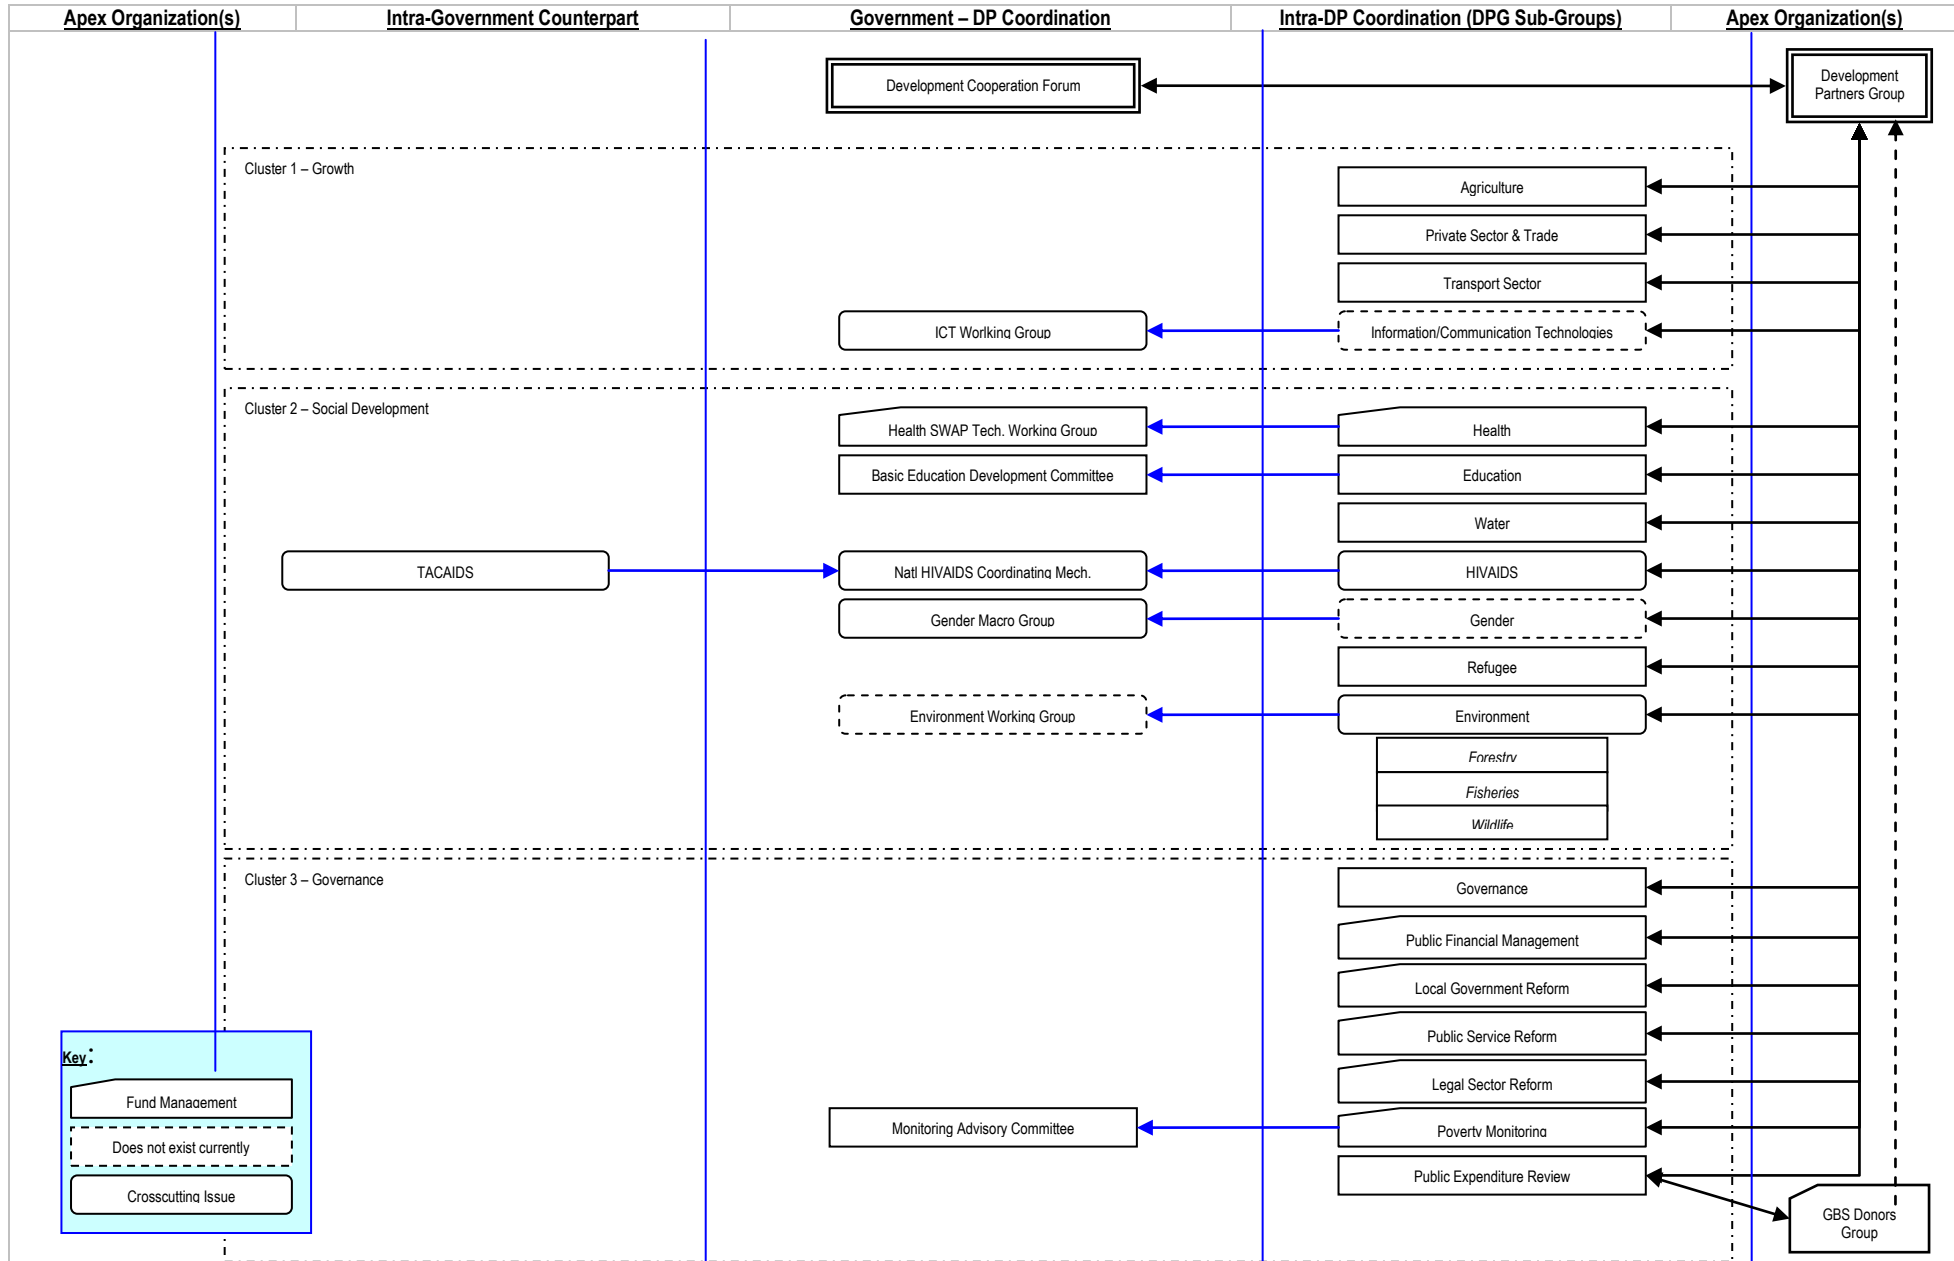 Apex Organization(s)
Intra-Government Counterpart
Government – DP Coordination
Intra-DP Coordination (DPG Sub-Groups)
Apex Organization(s)
Development Cooperation Forum
Development
Partners Group
Cluster 1 – Growth
Agriculture
Private Sector & Trade
Transport Sector
ICT Worlking Group
Information/Communication Technologies
Cluster 2 – Social Development
Health SWAP Tech. Working Group
Health
Basic Education Development Committee
Education
Water
TACAIDS
Natl HIVAIDS Coordinating Mech.
HIVAIDS
Gender Macro Group
Gender
Refugee
Environment Working Group
Environment
Forestry
Fisheries
Wildlife
Cluster 3 – Governance
Governance
Public Financial Management
Local Government Reform
Public Service Reform
Legal Sector Reform
Monitoring Advisory Committee
Poverty Monitoring
Public Expenditure Review
GBS Donors
Group
Key:
Fund Management
Does not exist currently
Crosscutting Issue